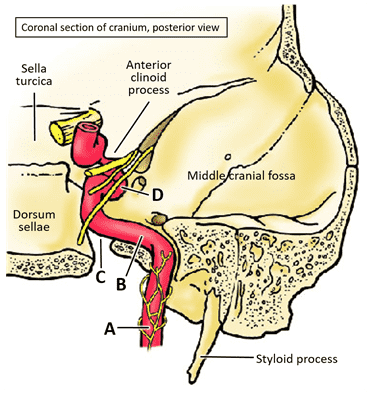 Coronal section of cranium, posterior view
Sella
turcica
Anterior
clinoid
process
Middle cranial fossa
D
Dorsum
sellae
B
C
A
Styloid process